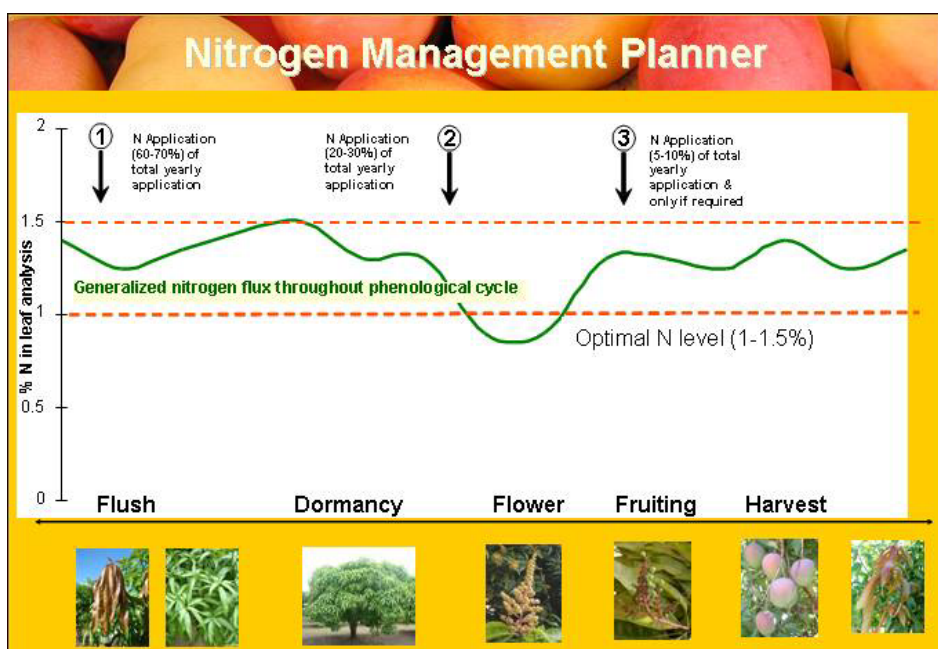 Nitrogen Management Planner
2
1
N Application
(60-70%) of
total yearly
application
N Application
(20-30%) of
total yearly
application
2
3
N Application
(5-10%) of total
yearly
application &
only if required
1.5
Generalized nitrogen flux throughout phenological cycle
1
Optimal N level (1-1.5%)
% N in leaf analysis
0.5
0
Flush
Dormancy
Flower
Fruiting
Harvest